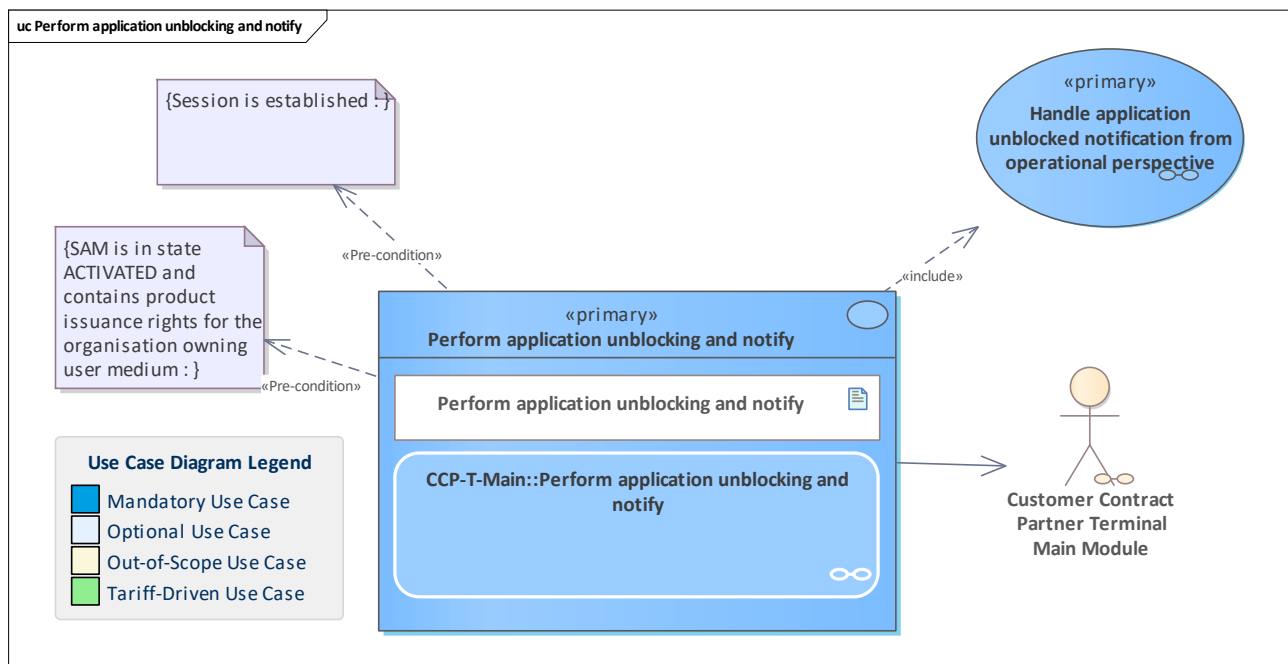 uc Perform application unblocking and notify
{Session is established : }
«primary»
Handle application
unblocked notification from
operational perspective
{SAM is in state
ACTIVATED and
contains product
issuance rights for the
organisation owning
user medium : }
«Pre-condition»
«include»
«primary»
Perform application unblocking and notify
«Pre-condition»
Perform application unblocking and notify
CCP-T-Main::Perform application unblocking and
notify
Customer Contract
Partner Terminal
Main Module
Use Case Diagram Legend
Mandatory Use Case
Optional Use Case
Out-of-Scope Use Case
Tariff-Driven Use Case